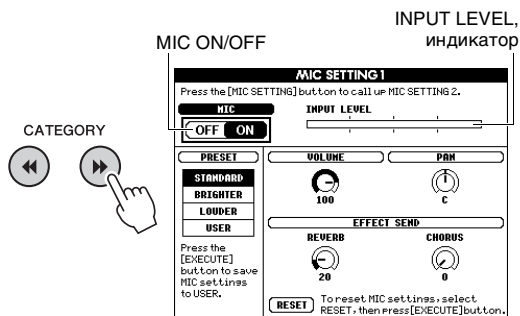 INPUT LEVEL,
индикатор
MIC ON/OFF
MIC SETTING1
Press the [MIC SETTING] button to call up MIC SETTING 2.
MIC
OFF ON
INPUT LEVEL
CATEGORY
PRESET
STANDARD
BRIGHTER
LOUDER
USER
Press the
[EXECUTE]
button to save
MIC settings
to USER.
VOLUME
100
PAN
C
EFFECT SEND
REVERB
20
CHORUS
0
RESET
To reset MIC settings, select
RESET, then press[EXECUTE]button.